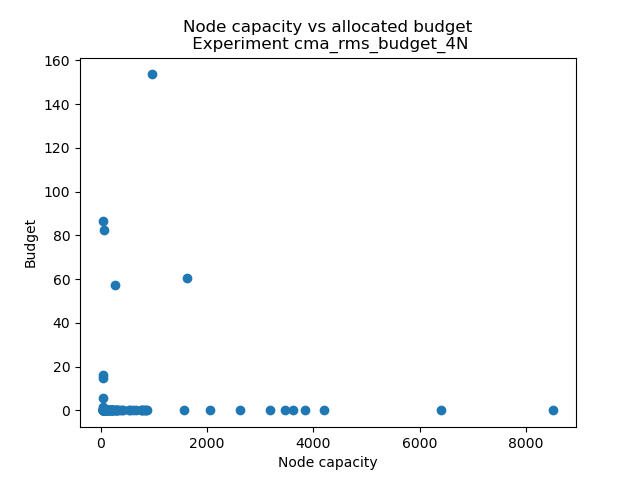 Node capacity vs allocated budget
Experiment cma_rms_budget_4N
160
140
120
100
80
60
40
20
0
Budget
0 2000 4000 6000 8000
Node capacity